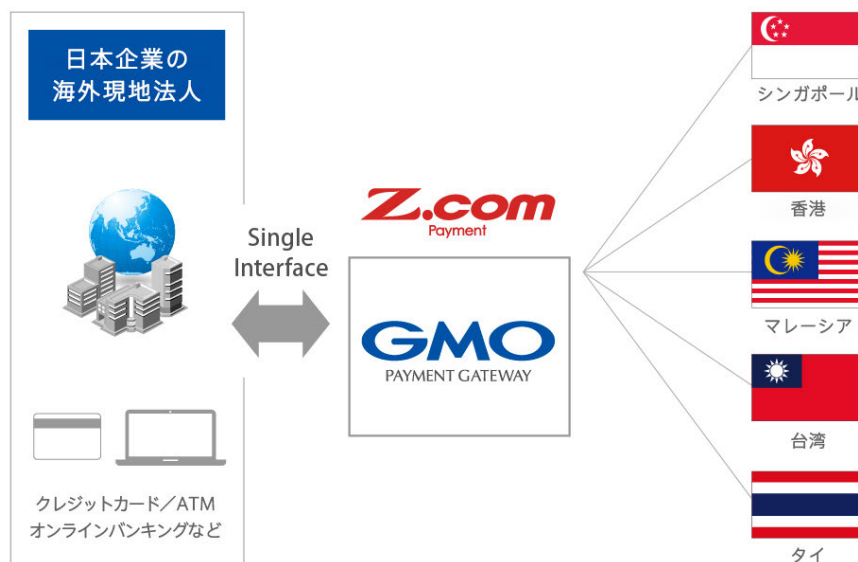 日本企業の
海外現地法人
クレジットカード／ATM
オンラインバンキングなど
Single
Interface
Z.com
Payment
GMO
PAYMENT GATEWAY
シンガポール
香港
マレーシア
台湾
タイ